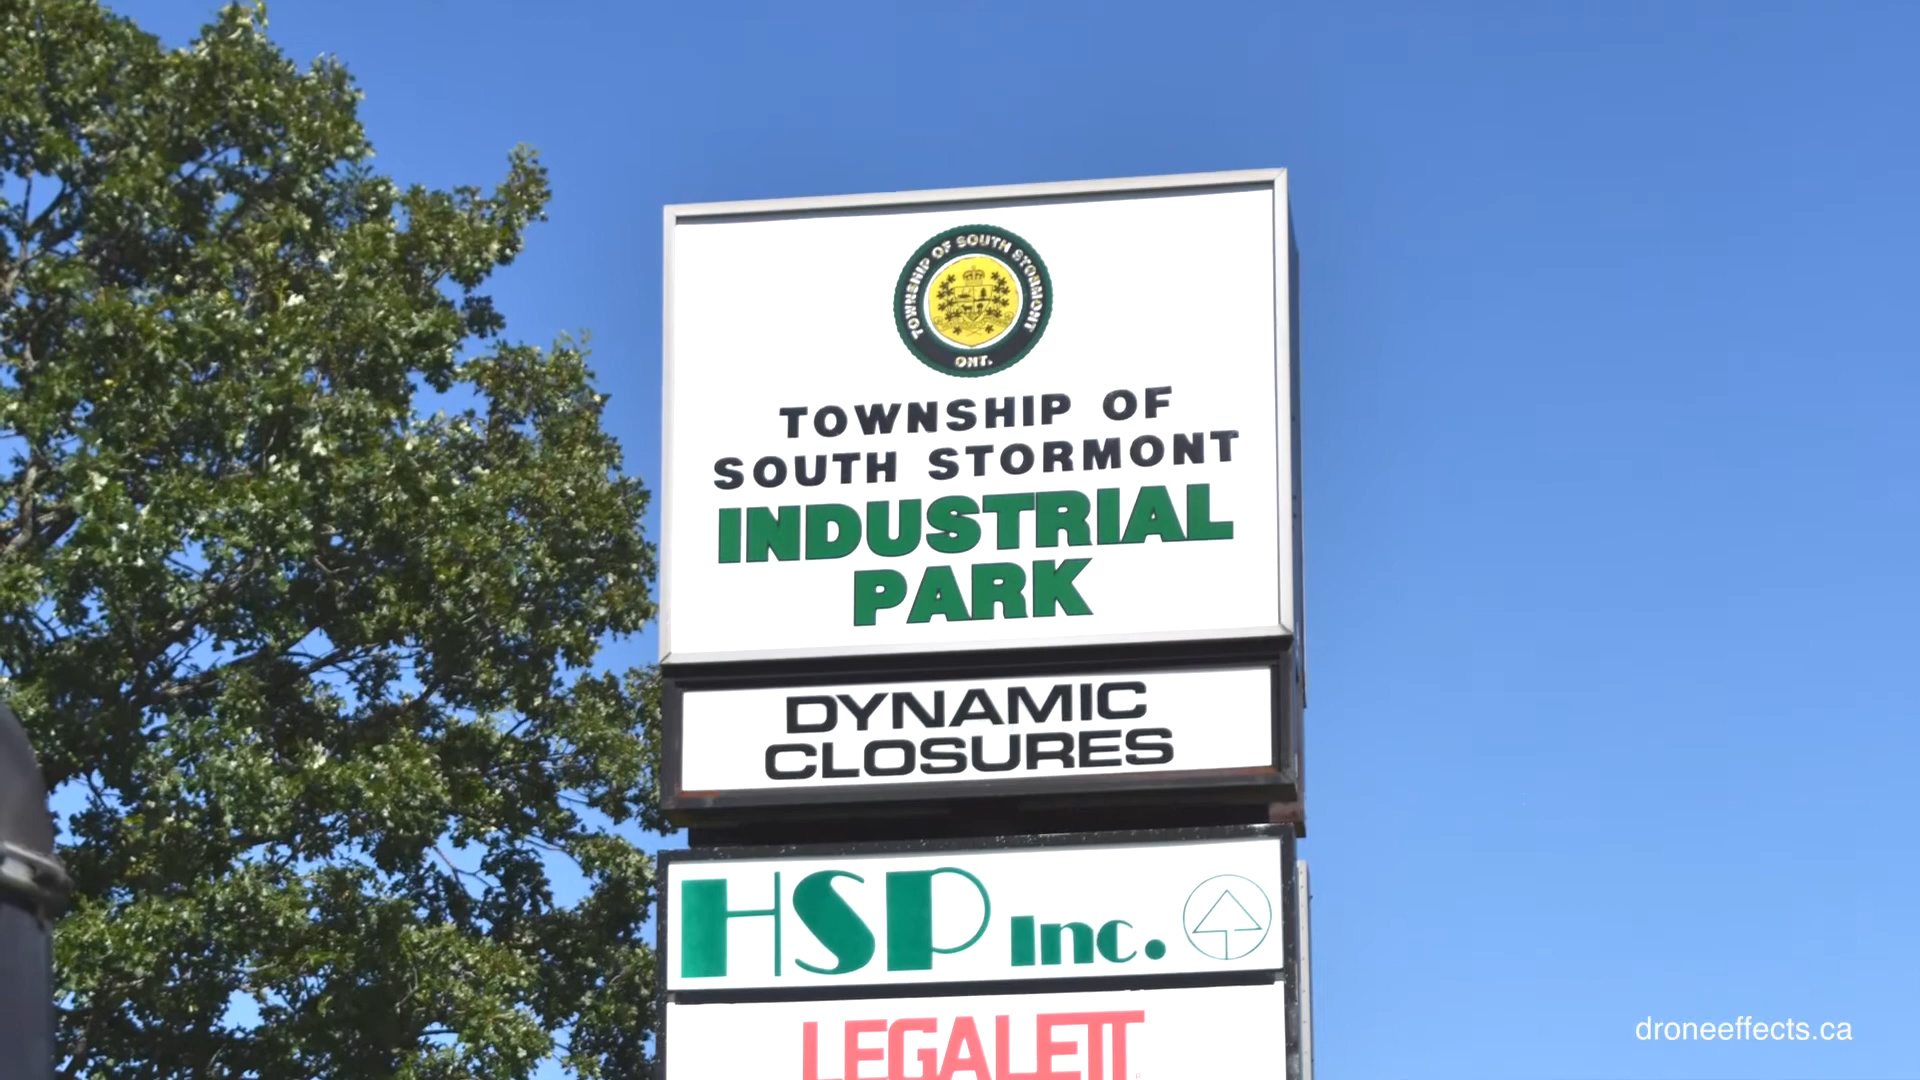 TOWNSHIP OF SOUTH STORMONT
ONT.
TOWNSHIP OF
SOUTH STORMONT
INDUSTRIAL
PARK
DYNAMIC
CLOSURES
HSP Inc.
LEGALETT
droneeffects.ca